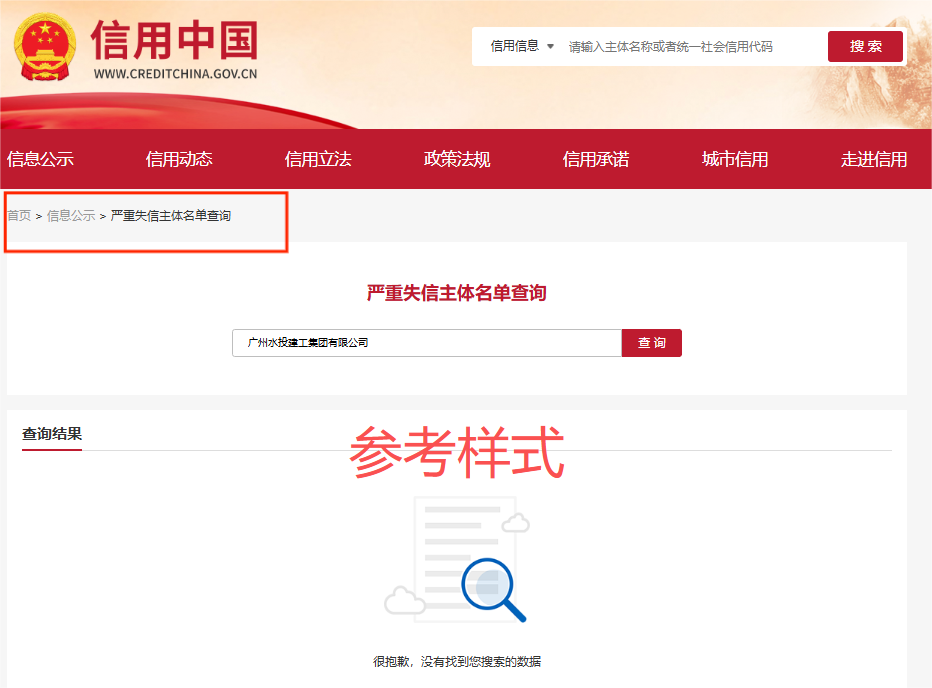 信用中国
WWW.CREDITCHINA.GOV.CN
信用信息 请输入主体名称或者统一社会信用代码 搜 索
信息公示 信用动态 信用立法 政策法规 信用承诺 城市信用 走进信用
首页 > 信息公示 > 严重失信主体名单查询
严重失信主体名单查询
广州水投建工集团有限公司 查 询
查询结果
参考样式
很抱歉，没有找到您搜索的数据